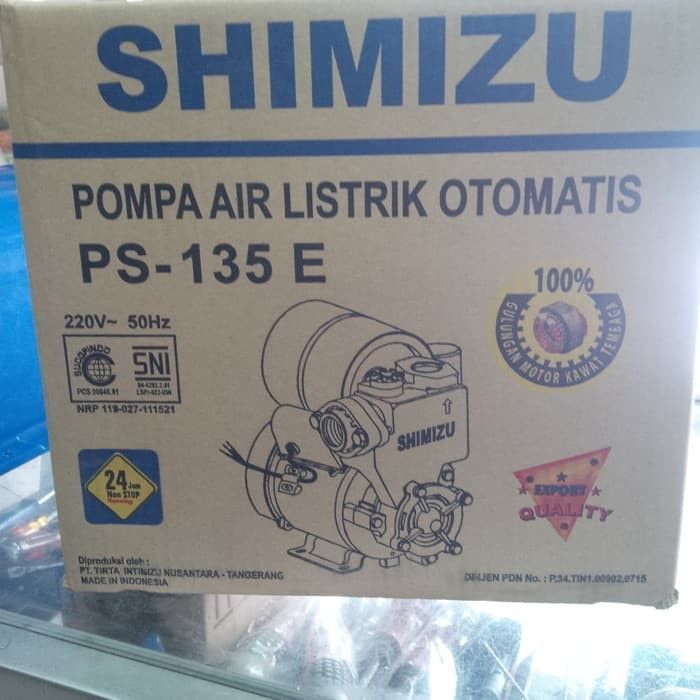 SHIMIZU
POMPA AIR LISTRIK OTOMATIS
PS-135 E
220V~ 50Hz
SUCOFINDO
SNI
NRP 119-027-111521
100%
GULUNGAN MOTOR KAWAT TEMBAGA
SHIMIZU
24 Jam
Non STOP
Running
EXPORT
QUALITY
Diproduksi oleh :
PT. TIRTA INTIMIZU NUSANTARA - TANGERANG
MADE IN INDONESIA
DIRJEN PDN No. : P.34.TIN1.00902.0715